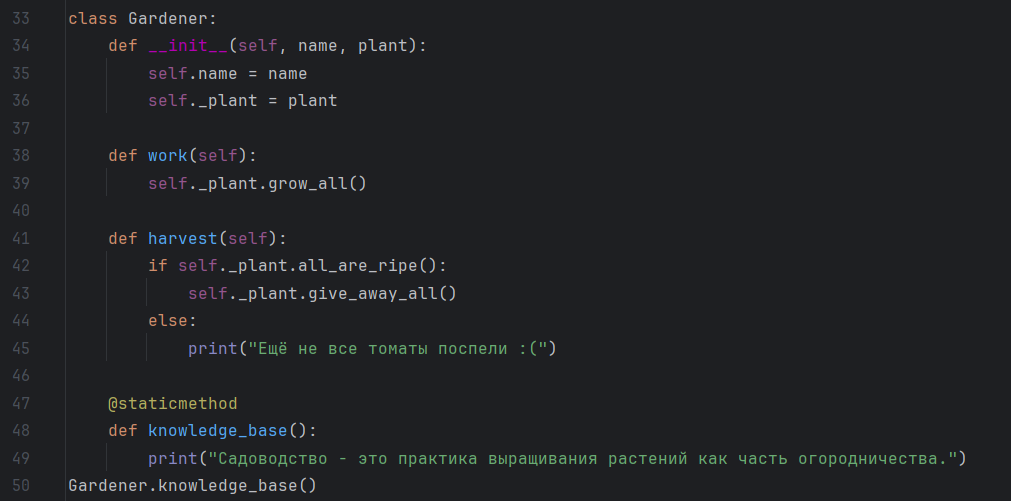 33 class Gardener:
34     def __init__(self, name, plant):
35         self.name = name
36         self._plant = plant
37
38     def work(self):
39         self._plant.grow_all()
40
41     def harvest(self):
42         if self._plant.all_are_ripe():
43             self._plant.give_away_all()
44         else:
45             print("Ещё не все томаты поспели :(")
46
47     @staticmethod
48     def knowledge_base():
49         print("Садоводство - это практика выращивания растений как часть огородничества.")
50 Gardener.knowledge_base()